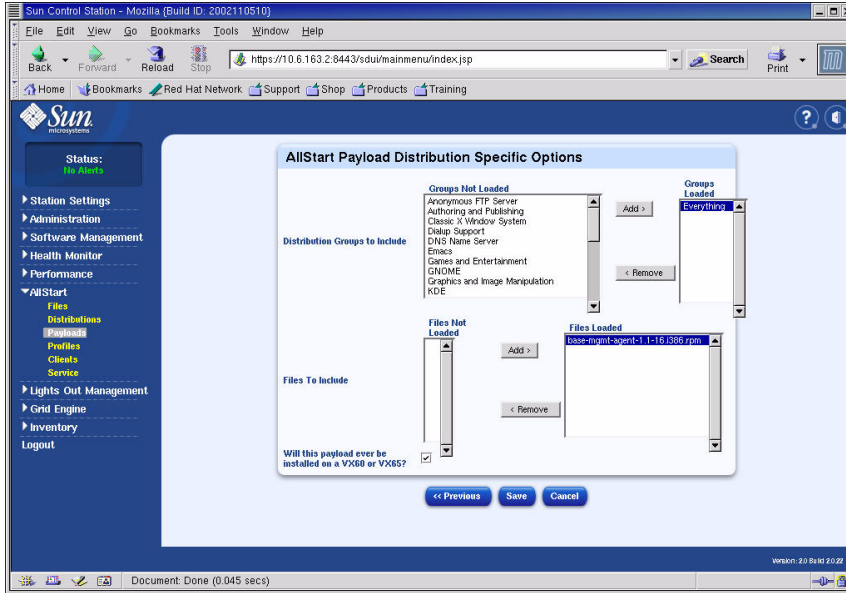 Sun Control Station - Mozilla {Build ID: 2002110510}
File Edit View Go Bookmarks Tools Window Help
Back Forward Reload Stop https://10.6.163.2:8443/sdui/mainmenu/index.jsp Search Print
Home Bookmarks Red Hat Network Support Shop Products Training
Sun
microsystems
Status:
No Alerts
Station Settings
Administration
Software Management
Health Monitor
Performance
AllStart
Files
Distributions
Payloads
Profiles
Clients
Service
Lights Out Management
Grid Engine
Inventory
Logout
AllStart Payload Distribution Specific Options
Distribution Groups to Include
Groups Not Loaded
Anonymous FTP Server
Authoring and Publishing
Classic X Window System
Dialup Support
DNS Name Server
Emacs
Games and Entertainment
GNOME
Graphics and Image Manipulation
KDE
Add >
< Remove
Groups
Loaded
Everything
Files To Include
Files Not
Loaded
Add >
< Remove
Files Loaded
base-mgmt-agent-1.1-16.i386.rpm
Will this payload ever be
installed on a VX60 or VX65?
<< Previous Save Cancel
Version: 2.0 Build 20.22
Document: Done (0.045 secs)